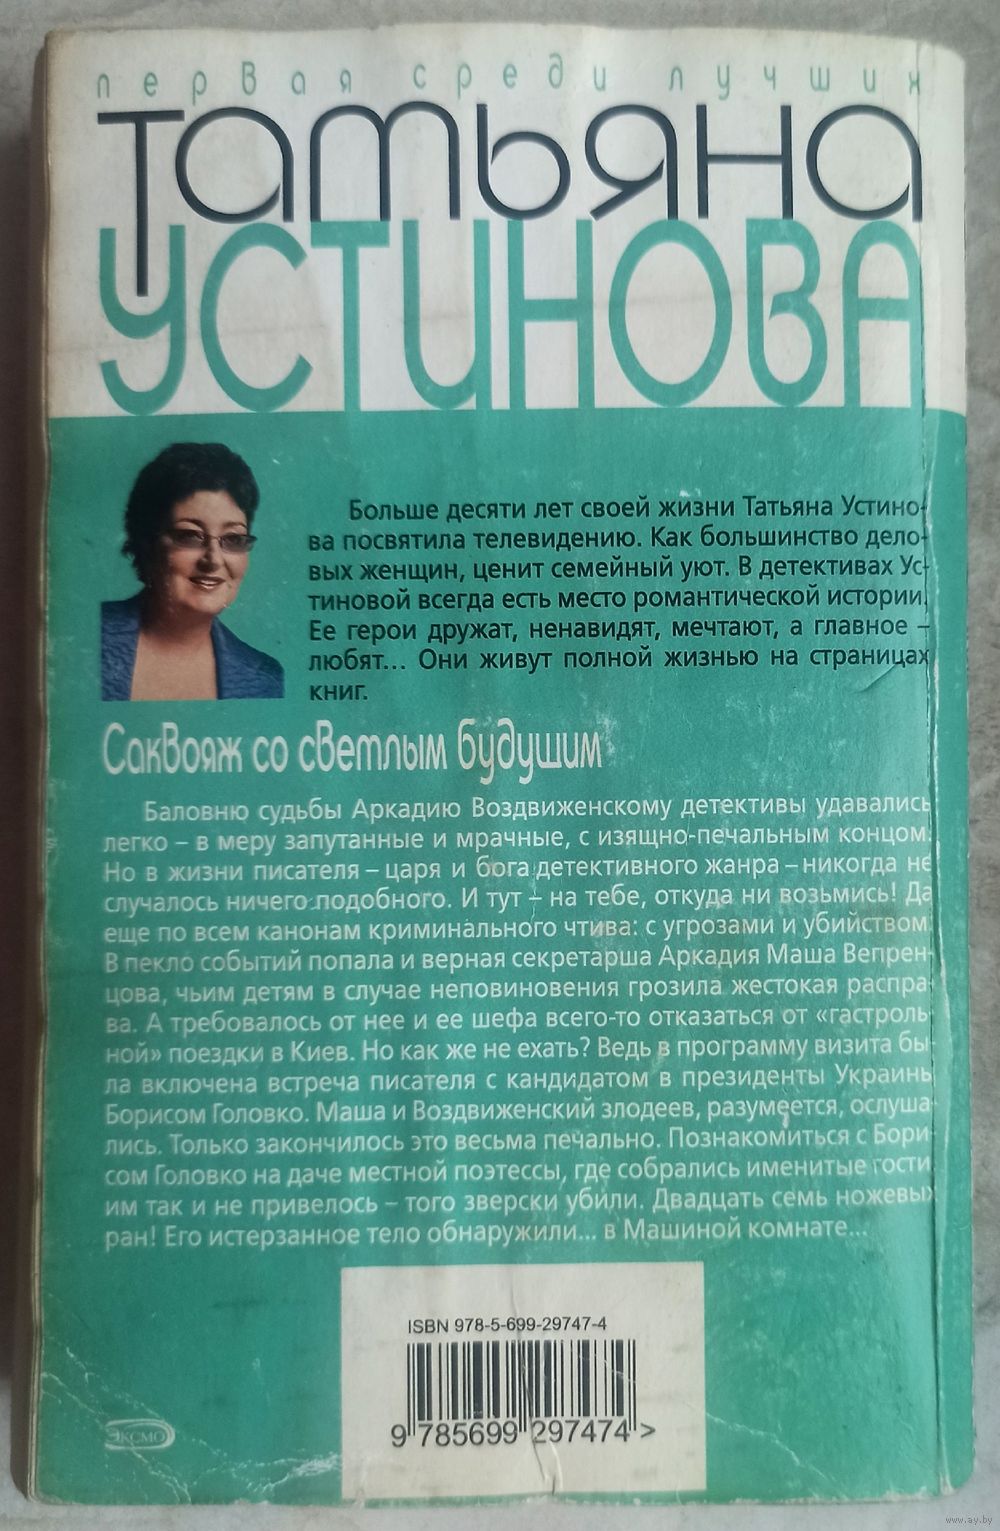 первая среди лучших
Татьяна
УСТИНОВА
Больше десяти лет своей жизни Татьяна Устино-
ва посвятила телевидению. Как большинство дело-
вых женщин, ценит семейный уют. В детективах Ус-
тиновой всегда есть место романтической истории.
Ее герои дружат, ненавидят, мечтают, а главное –
любят... Они живут полной жизнью на страницах
книг.
Саквояж со светлым будущим
Баловню судьбы Аркадию Воздвиженскому детективы удавались
легко – в меру запутанные и мрачные, с изящно-печальным концом.
Но в жизни писателя – царя и бога детективного жанра – никогда не
случалось ничего подобного. И тут – на тебе, откуда ни возьмись! Да
еще по всем канонам криминального чтива: с угрозами и убийством.
В пекло событий попала и верная секретарша Аркадия Маша Вепрен-
цова, чьим детям в случае неповиновения грозила жестокая распра-
ва. А требовалось от нее и ее шефа всего-то отказаться от «гастроль-
ной» поездки в Киев. Но как же не ехать? Ведь в программу визита бы-
ла включена встреча писателя с кандидатом в президенты Украины
Борисом Головко. Маша и Воздвиженский злодеев, разумеется, ослуша-
лись. Только закончилось это весьма печально. Познакомиться с Бори-
сом Головко на даче местной поэтессы, где собрались именитые гости
им так и не привелось – того зверски убили. Двадцать семь ножевых
ран! Его истерзанное тело обнаружили... в Машиной комнате...
ISBN 978-5-699-29747-4
9 785699 297474 >
ЭКСМО
www.ay.by